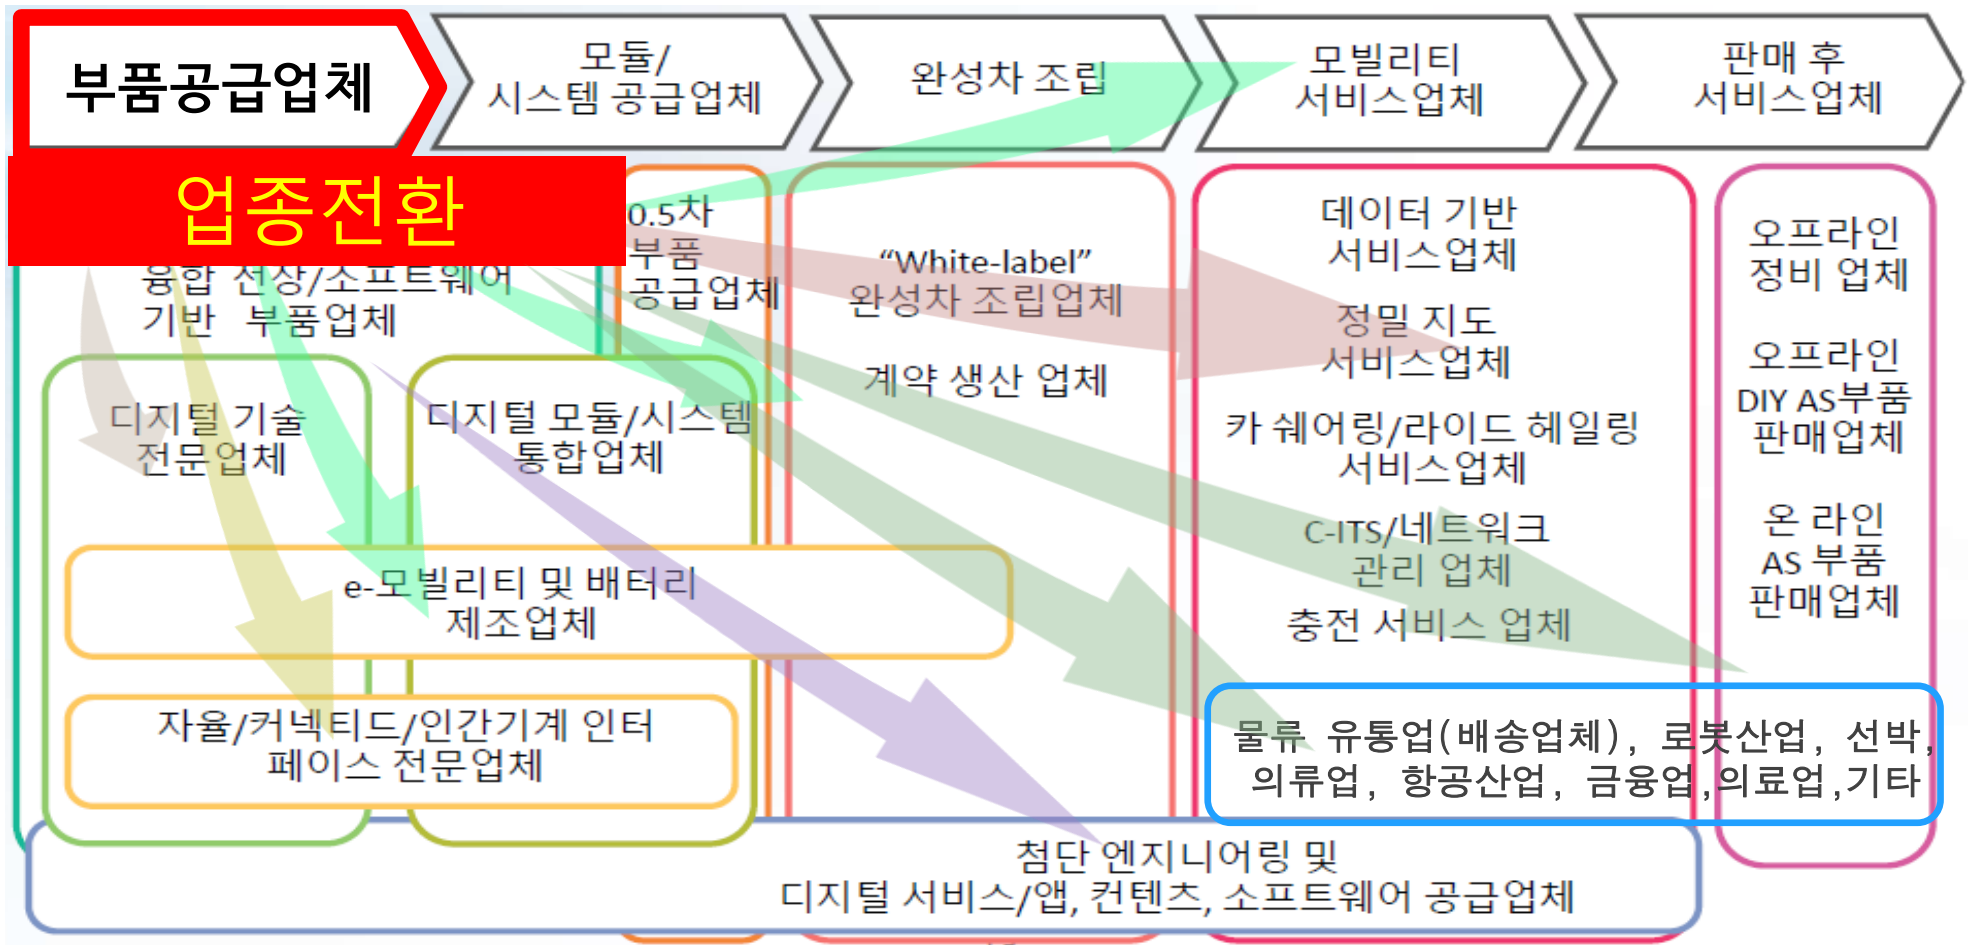 부품공급업체
모듈/
시스템 공급업체
완성차 조립
모빌리티
서비스업체
판매 후
서비스업체
업종전환
융합 전장/소프트웨어
기반 부품업체
0.5차
부품
공급업체
“White-label”
완성차 조립업체
계약 생산 업체
데이터 기반
서비스업체
정밀 지도
서비스업체
카 쉐어링/라이드 헤일링
서비스업체
C-ITS/네트워크
관리 업체
충전 서비스 업체
오프라인
정비 업체
오프라인
DIY AS부품
판매업체
온 라인
AS 부품
판매업체
디지털 기술
전문업체
디지털 모듈/시스템
통합업체
e-모빌리티 및 배터리
제조업체
자율/커넥티드/인간기계 인터
페이스 전문업체
물류 유통업(배송업체), 로봇산업, 선박,
의류업, 항공산업, 금융업,의료업,기타
첨단 엔지니어링 및
디지털 서비스/앱, 컨텐츠, 소프트웨어 공급업체